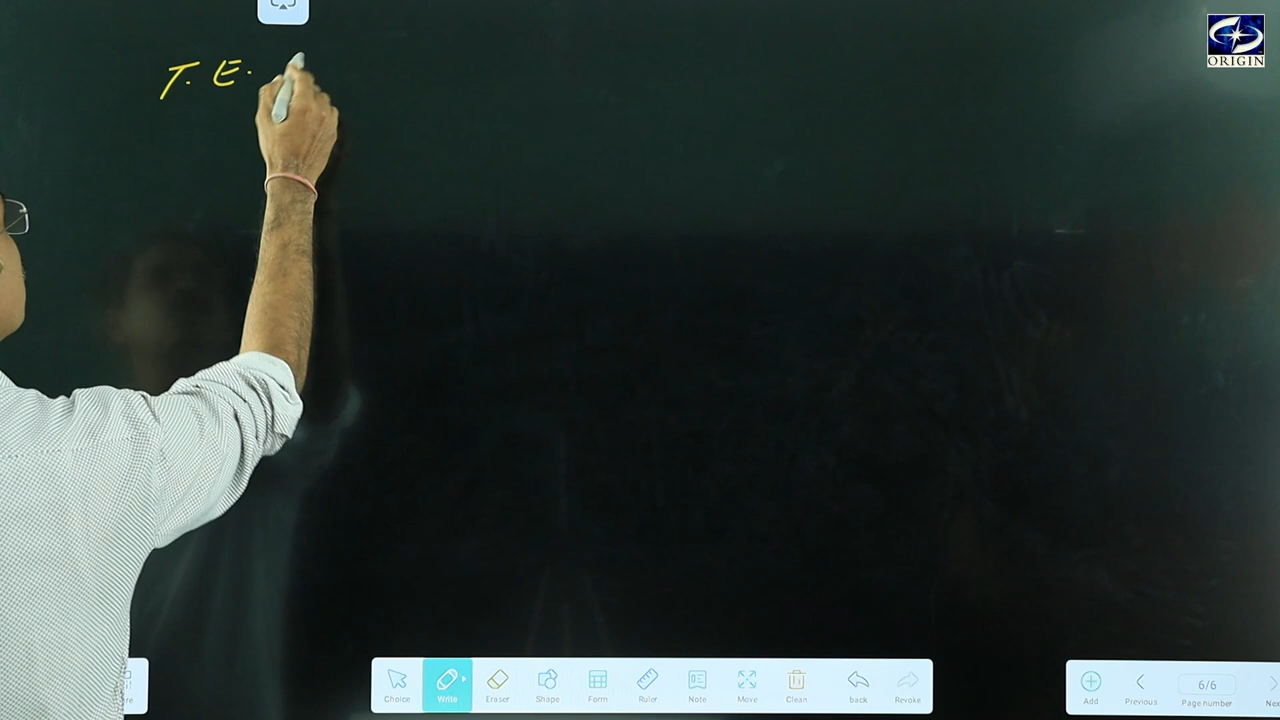 T. E.
ORIGIN
Choice Write Eraser Shape Form Ruler Note Move Clean back Revoke
Add Previous 6/6 Page number